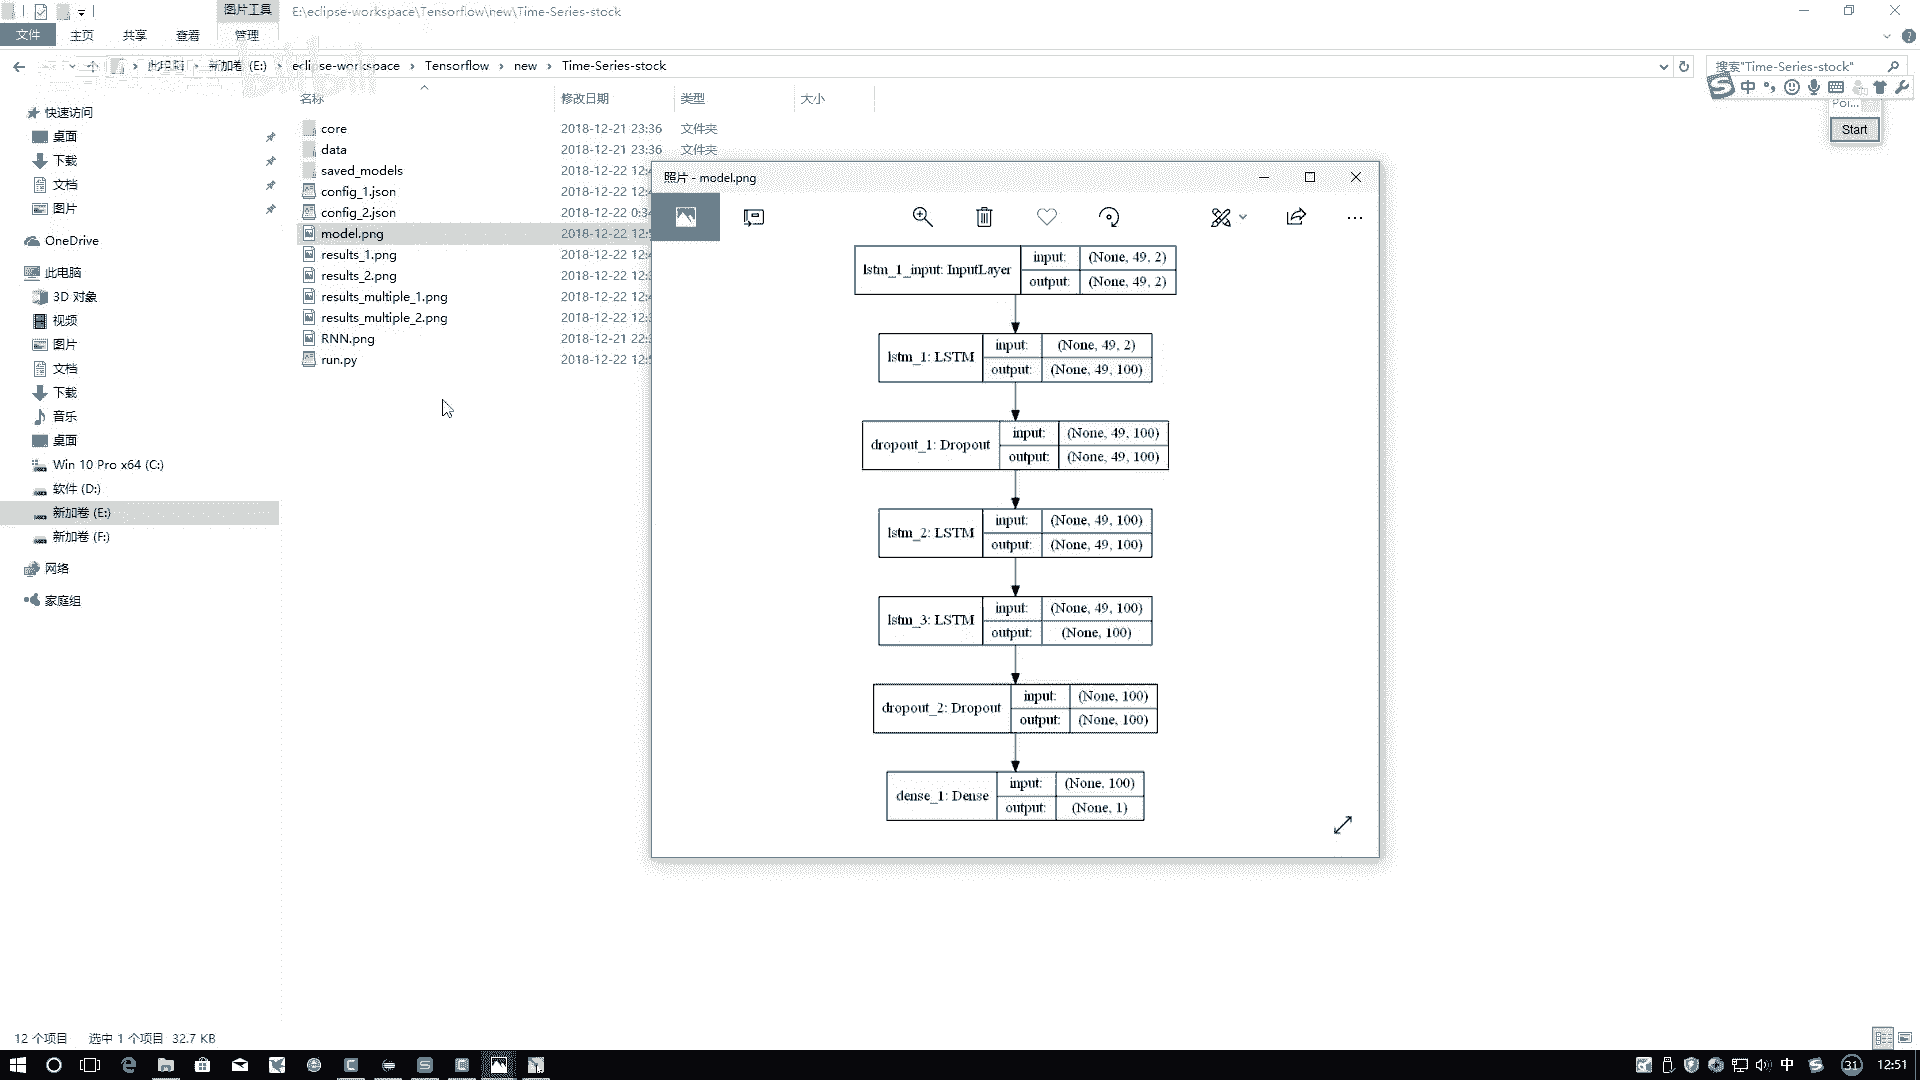 图片工具
E:\eclipse-workspace\Tensorflow\new\Time-Series-stock
文件 主页 共享 查看 管理
新加卷 (E:) › eclipse-workspace › Tensorflow › new › Time-Series-stock
搜索"Time-Series-stock"
中
名称 修改日期 类型 大小
Start
快速访问
桌面
下载
文档
图片
OneDrive
此电脑
3D 对象
视频
图片
文档
下载
音乐
桌面
Win 10 Pro x64 (C:)
软件 (D:)
新加卷 (E:)
新加卷 (F:)
网络
家庭组
core 2018-12-21 23:36 文件夹
data 2018-12-21 23:36 文件夹
saved_models 2018-12-22 12:
config_1.json 2018-12-22 12:
config_2.json 2018-12-22 0:3
model.png 2018-12-22 12:
results_1.png 2018-12-22 12:
results_2.png 2018-12-22 12:
results_multiple_1.png 2018-12-22 12:
results_multiple_2.png 2018-12-22 12:
RNN.png 2018-12-21 22:
run.py 2018-12-22 12:
照片 - model.png
lstm_1_input: InputLayer input: (None, 49, 2)
output: (None, 49, 2)
lstm_1: LSTM input: (None, 49, 2)
output: (None, 49, 100)
dropout_1: Dropout input: (None, 49, 100)
output: (None, 49, 100)
lstm_2: LSTM input: (None, 49, 100)
output: (None, 49, 100)
lstm_3: LSTM input: (None, 49, 100)
output: (None, 100)
dropout_2: Dropout input: (None, 100)
output: (None, 100)
dense_1: Dense input: (None, 100)
output: (None, 1)
12 个项目 选中 1 个项目 32.7 KB
中 31 12:51